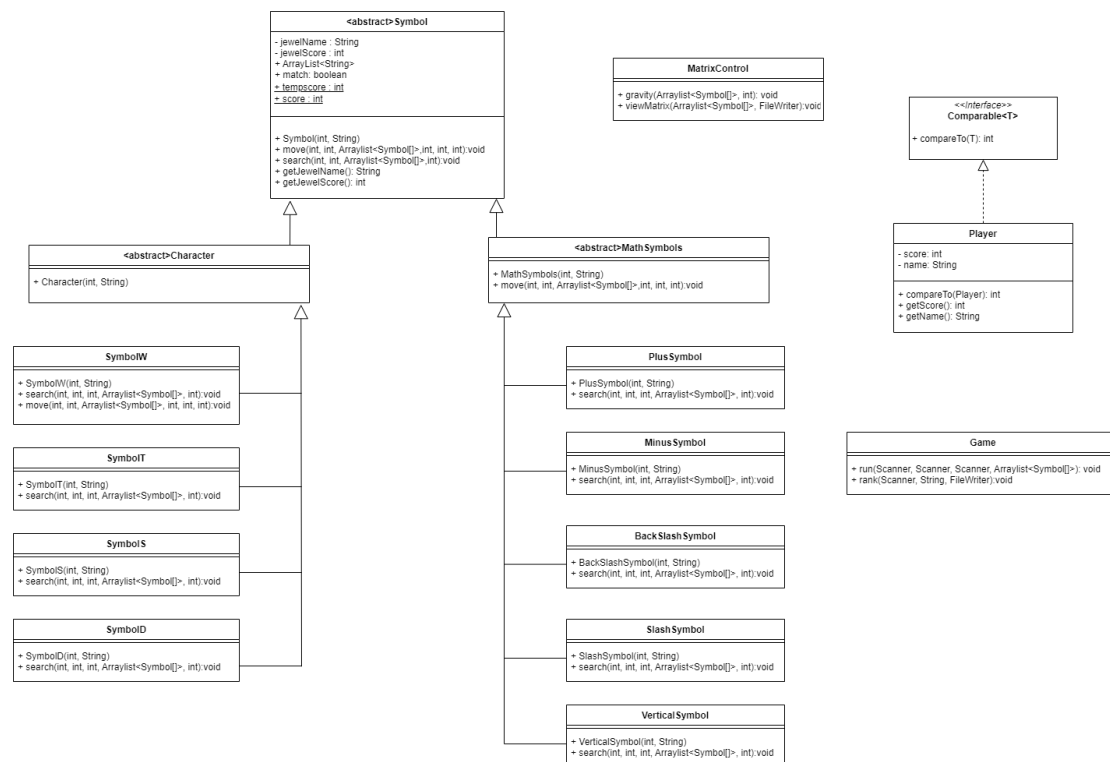 <abstract>Symbol
- jewelName : String
- jewelScore : int
+ ArrayList<String>
+ match: boolean
+ tempscore : int
+ score : int
+ Symbol(int, String)
+ move(int, int, Arraylist<Symbol[]>,int, int, int):void
+ search(int, int, Arraylist<Symbol[]>,int):void
+ getJewelName(): String
+ getJewelScore(): int
MatrixControl
+ gravity(Arraylist<Symbol[]>, int): void
+ viewMatrix(Arraylist<Symbol[]>, FileWriter):void
<<Interface>>
Comparable<T>
+ compareTo(T): int
Player
- score: int
- name: String
+ compareTo(Player): int
+ getScore(): int
+ getName(): String
<abstract>Character
+ Character(int, String)
<abstract>MathSymbols
+ MathSymbols(int, String)
+ move(int, int, Arraylist<Symbol[]>,int, int, int):void
SymbolW
+ SymbolW(int, String)
+ search(int, int, int, Arraylist<Symbol[]>, int):void
+ move(int, int, Arraylist<Symbol[]>, int, int, int):void
SymbolT
+ SymbolT(int, String)
+ search(int, int, int, Arraylist<Symbol[]>, int):void
SymbolS
+ SymbolS(int, String)
+ search(int, int, int, Arraylist<Symbol[]>, int):void
SymbolD
+ SymbolD(int, String)
+ search(int, int, int, Arraylist<Symbol[]>, int):void
PlusSymbol
+ PlusSymbol(int, String)
+ search(int, int, int, Arraylist<Symbol[]>, int):void
MinusSymbol
+ MinusSymbol(int, String)
+ search(int, int, int, Arraylist<Symbol[]>, int):void
BackSlashSymbol
+ BackSlashSymbol(int, String)
+ search(int, int, int, Arraylist<Symbol[]>, int):void
SlashSymbol
+ SlashSymbol(int, String)
+ search(int, int, int, Arraylist<Symbol[]>, int):void
VerticalSymbol
+ VerticalSymbol(int, String)
+ search(int, int, int, Arraylist<Symbol[]>, int):void
Game
+ run(Scanner, Scanner, Scanner, Arraylist<Symbol[]>): void
+ rank(Scanner, String, FileWriter):void